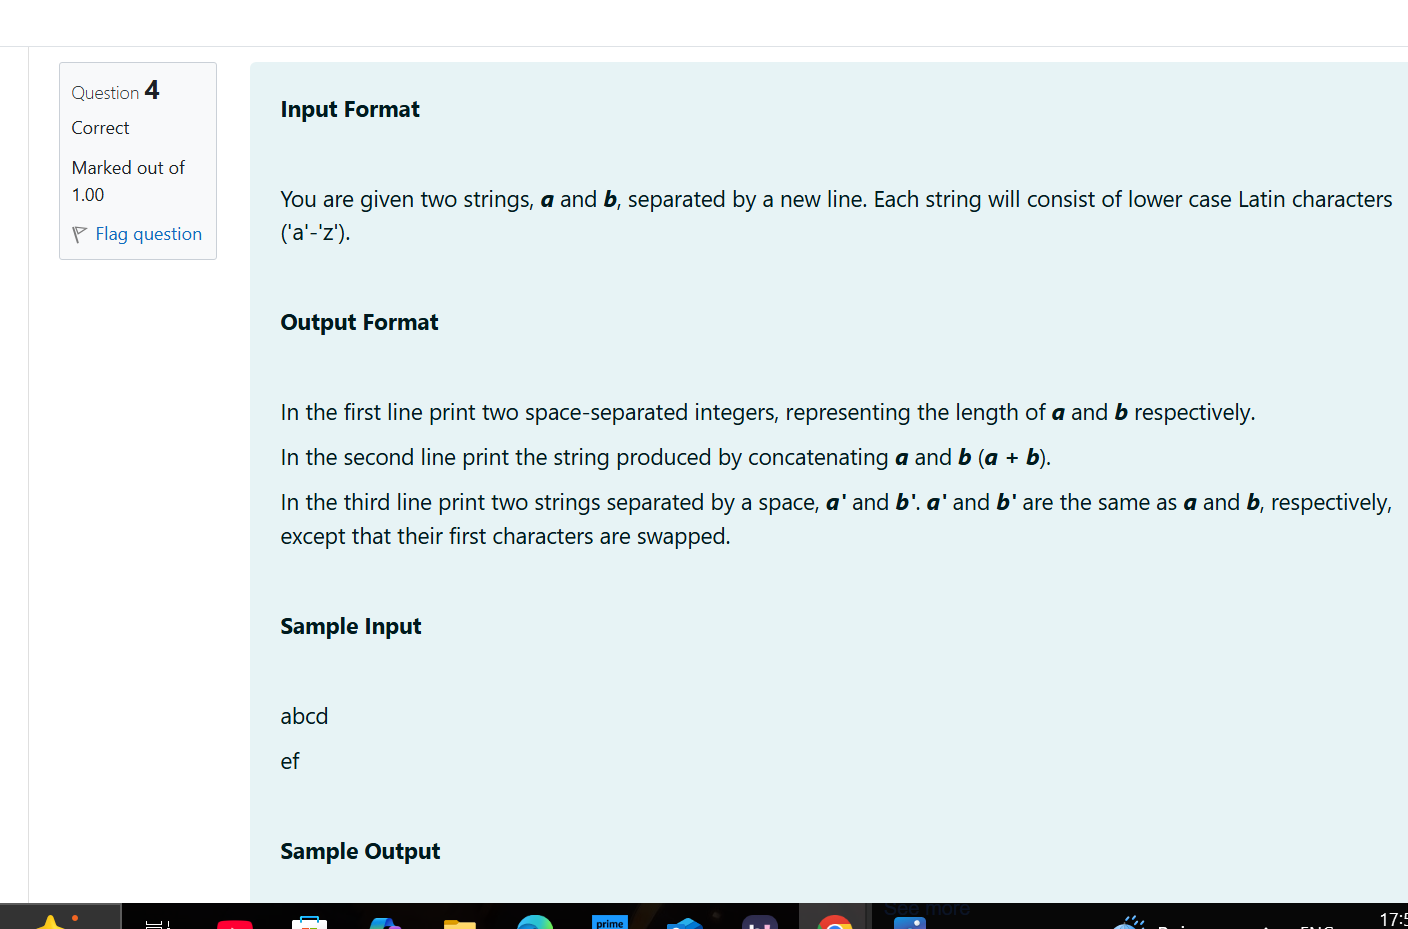 Question 4
Correct
Marked out of
1.00
Flag question
Input Format
You are given two strings, a and b, separated by a new line. Each string will consist of lower case Latin characters
('a'-'z').
Output Format
In the first line print two space-separated integers, representing the length of a and b respectively.
In the second line print the string produced by concatenating a and b (a + b).
In the third line print two strings separated by a space, a' and b'. a' and b' are the same as a and b, respectively,
except that their first characters are swapped.
Sample Input
abcd
ef
Sample Output
See more
prime